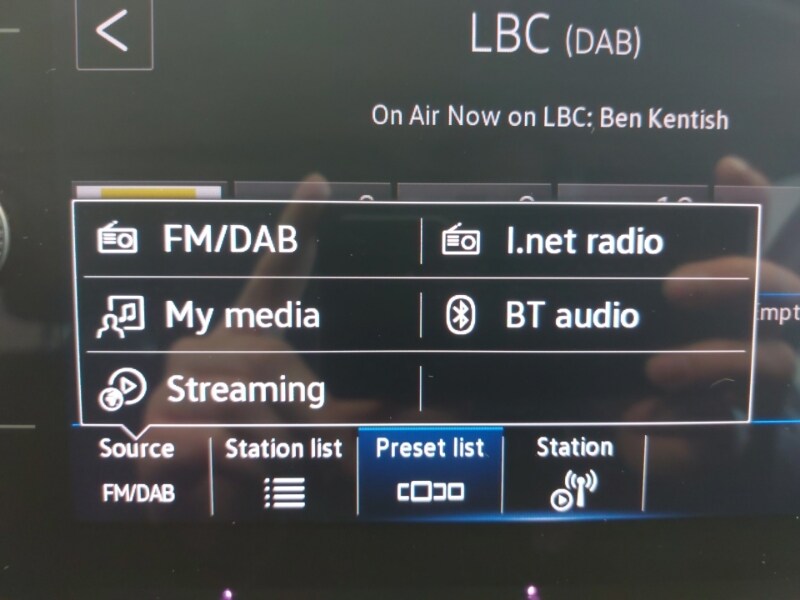 LBC (DAB)
On Air Now on LBC: Ben Kentish
FM/DAB
I.net radio
My media
BT audio
Streaming
Source
Station list
Preset list
Station
FM/DAB